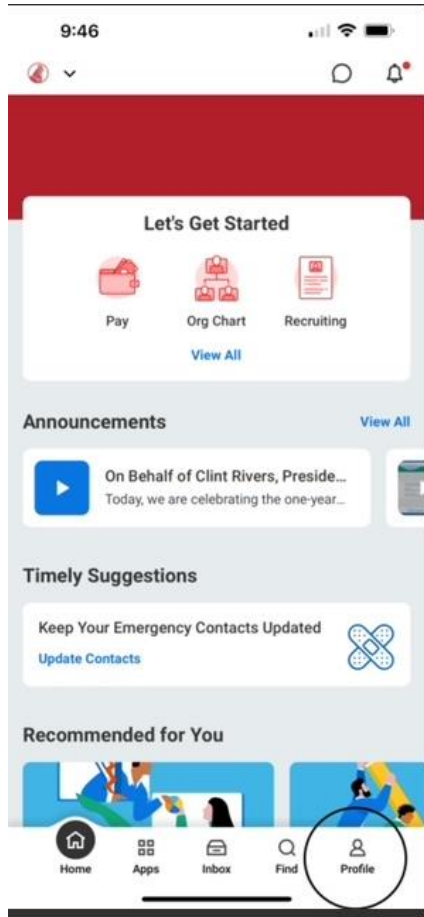 9:46
Let's Get Started
Pay
Org Chart
Recruiting
View All
Announcements
View All
On Behalf of Clint Rivers, Preside...
Today, we are celebrating the one-year...
Timely Suggestions
Keep Your Emergency Contacts Updated
Update Contacts
Recommended for You
Home
Apps
Inbox
Find
Profile